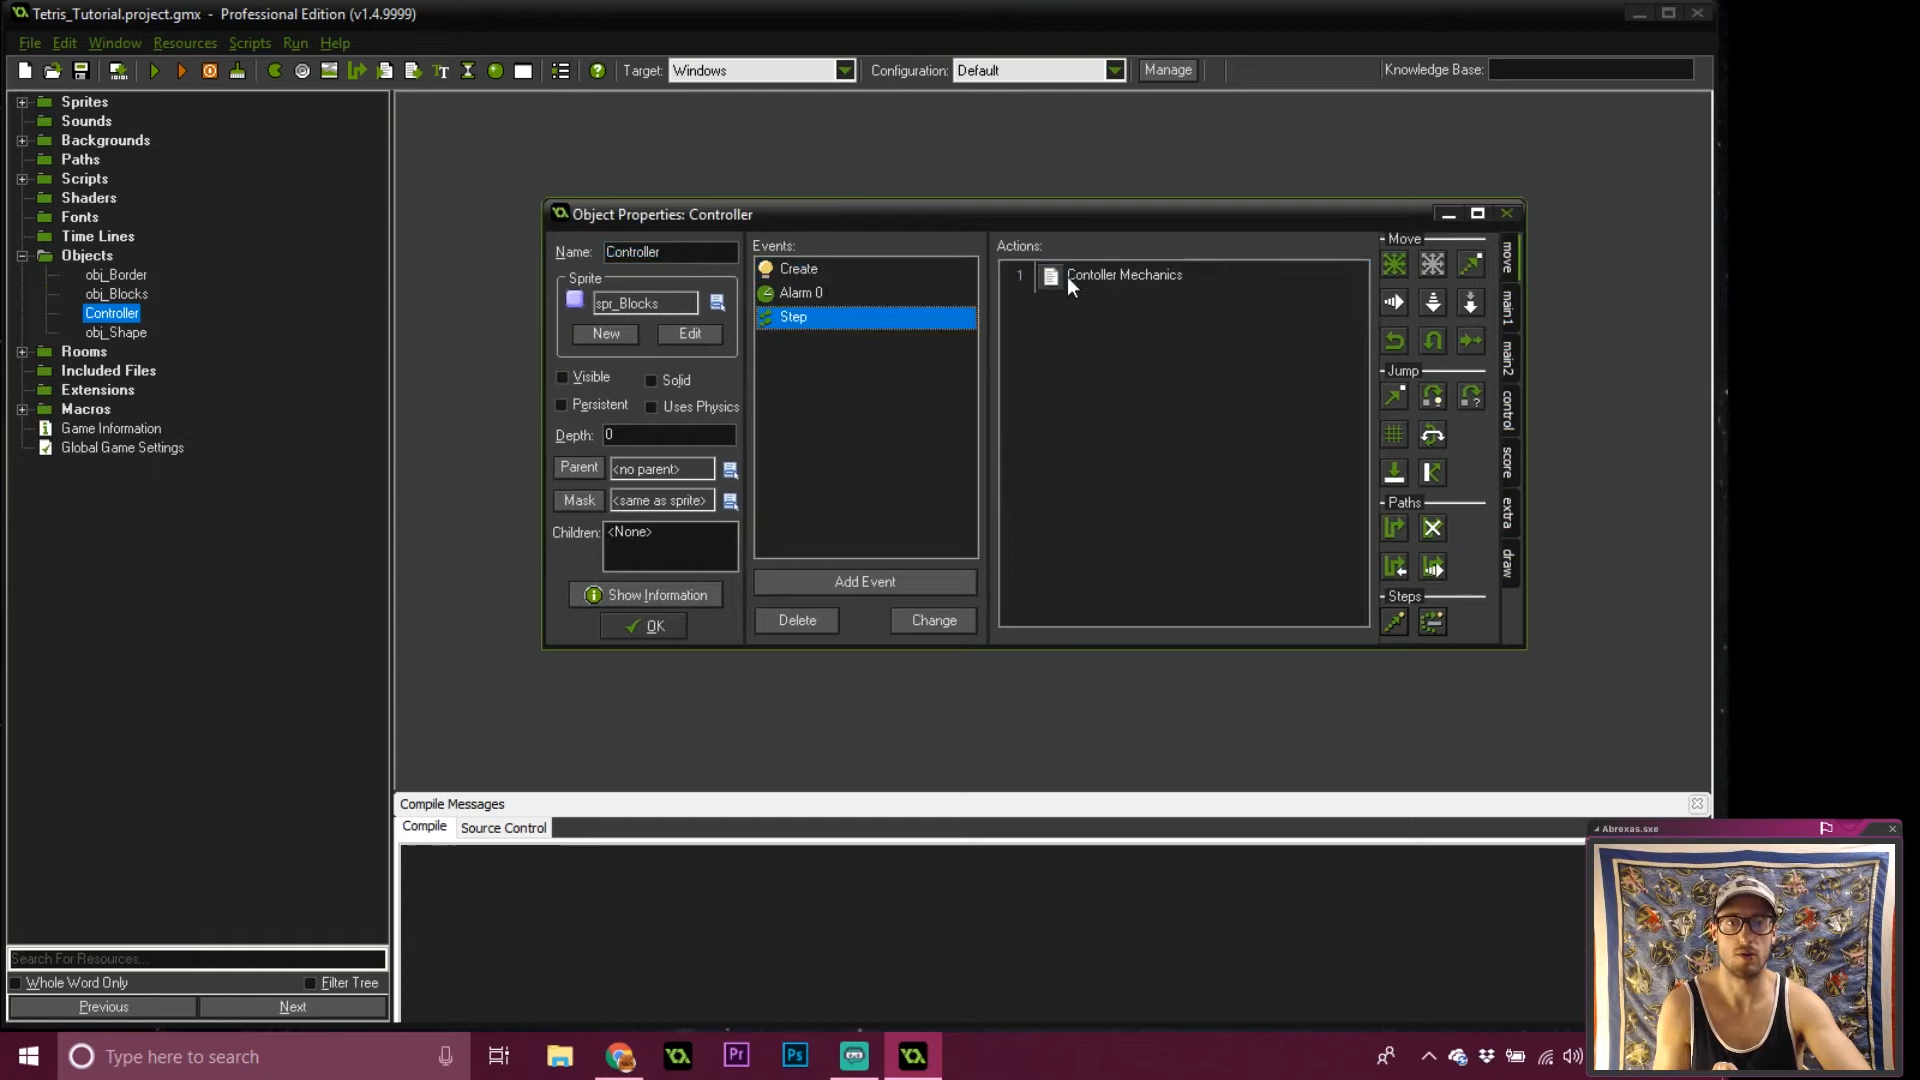 Tetris_Tutorial.project.gmx - Professional Edition (v1.4.9999)
File Edit Window Resources Scripts Run Help
Target: Windows Configuration: Default Manage Knowledge Base:
Sprites
Sounds
Backgrounds
Paths
Scripts
Shaders
Fonts
Time Lines
Objects
obj_Border
obj_Blocks
Controller
obj_Shape
Rooms
Included Files
Extensions
Macros
Game Information
Global Game Settings
Search For Resources...
Whole Word Only Filter Tree
Previous Next
Object Properties: Controller
Name: Controller
Sprite
spr_Blocks
New Edit
Visible Solid
Persistent Uses Physics
Depth: 0
Parent <no parent>
Mask <same as sprite>
Children: <None>
Show Information
OK
Events:
Create
Alarm 0
Step
Add Event
Delete Change
Actions:
1 Contoller Mechanics
Move
Jump
Paths
Steps
move
main1
main2
control
score
extra
draw
Compile Messages
Compile Source Control
Abrexas.sxe
Type here to search
Pr
Ps